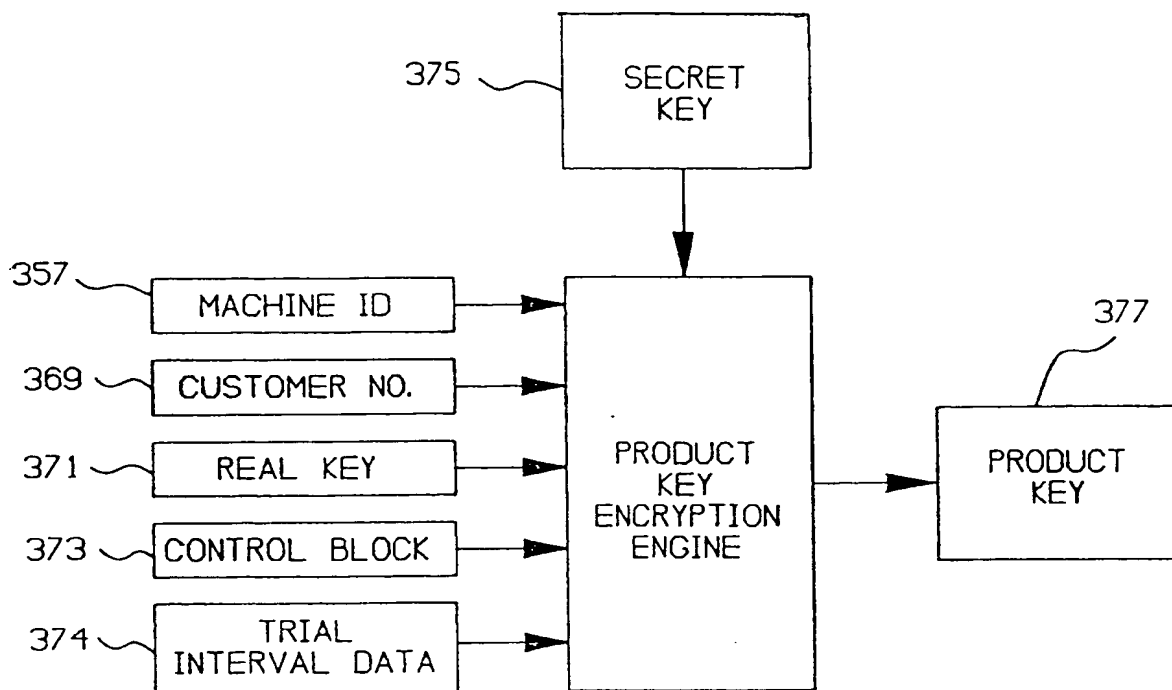 375
SECRET
KEY
357
MACHINE ID
377
369
CUSTOMER NO.
371
REAL KEY
PRODUCT
KEY
ENCRYPTION
ENGINE
PRODUCT
KEY
373
CONTROL BLOCK
374
TRIAL
INTERVAL DATA